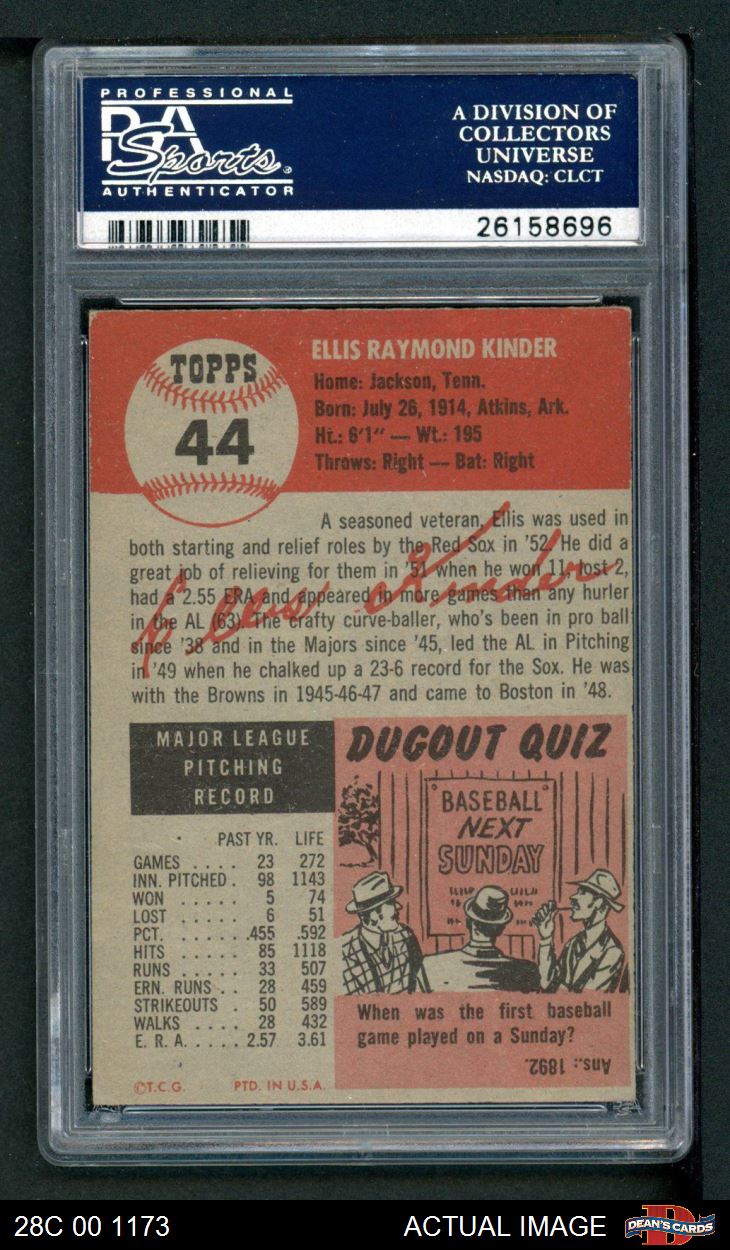 PROFESSIONAL
PSA
Sports
AUTHENTICATOR
A DIVISION OF
COLLECTORS
UNIVERSE
NASDAQ: CLCT
26158696
TOPPS
44
ELLIS RAYMOND KINDER
Home: Jackson, Tenn.
Born: July 26, 1914, Atkins, Ark.
Ht.: 6'1" — Wt.: 195
Throws: Right — Bat: Right
A seasoned veteran, Ellis was used in
both starting and relief roles by the Red Sox in '52. He did a
great job of relieving for them in '51 when he won 11, lost 2,
had a 2.55 ERA and appeared in more games than any hurler
in the AL (63). The crafty curve-baller, who's been in pro ball
since '38 and in the Majors since '45, led the AL in Pitching
in '49 when he chalked up a 23-6 record for the Sox. He was
with the Browns in 1945-46-47 and came to Boston in '48.
Ellis Kinder
MAJOR LEAGUE
PITCHING
RECORD
PAST YR. LIFE
GAMES .... 23 272
INN. PITCHED . 98 1143
WON ..... 5 74
LOST ..... 6 51
PCT. ...... .455 .592
HITS ..... 85 1118
RUNS .... 33 507
ERN. RUNS .. 28 459
STRIKEOUTS . 50 589
WALKS .... 28 432
E. R. A. .... 2.57 3.61
©T.C.G. PTD. IN U.S.A.
DUGOUT QUIZ
BASEBALL
NEXT
SUNDAY
When was the first baseball
game played on a Sunday?
Ans.: 1892.
28C 00 1173
ACTUAL IMAGE
DEAN'S CARDS